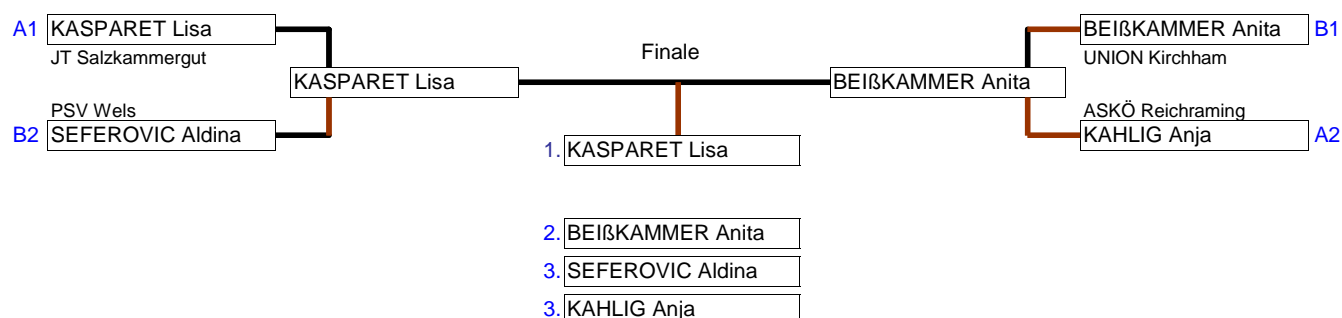 A1 KASPARET Lisa
JT Salzkammergut
PSV Wels
B2 SEFEROVIC Aldina
KASPARET Lisa
Finale
BEIßKAMMER Anita
BEIßKAMMER Anita B1
UNION Kirchham
ASKÖ Reichraming
KAHLIG Anja A2
1. KASPARET Lisa
2. BEIßKAMMER Anita
3. SEFEROVIC Aldina
3. KAHLIG Anja